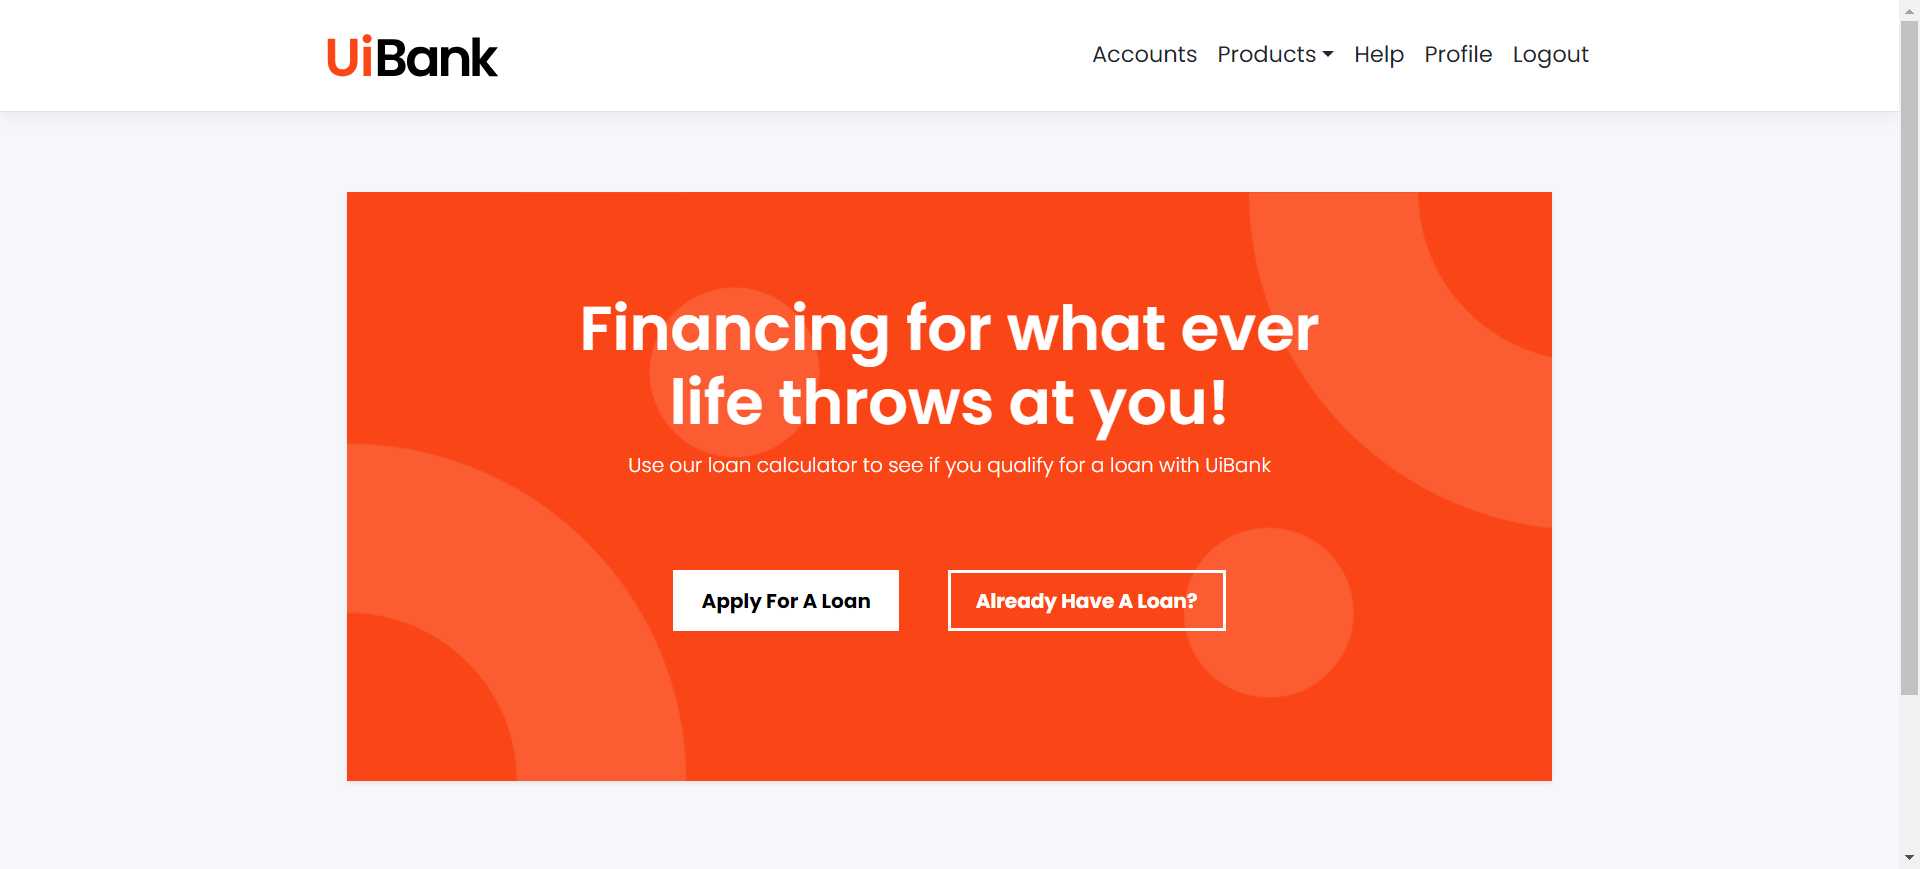 UiBank
Accounts Products Help Profile Logout
Financing for what ever
life throws at you!
Use our loan calculator to see if you qualify for a loan with UiBank
Apply For A Loan
Already Have A Loan?